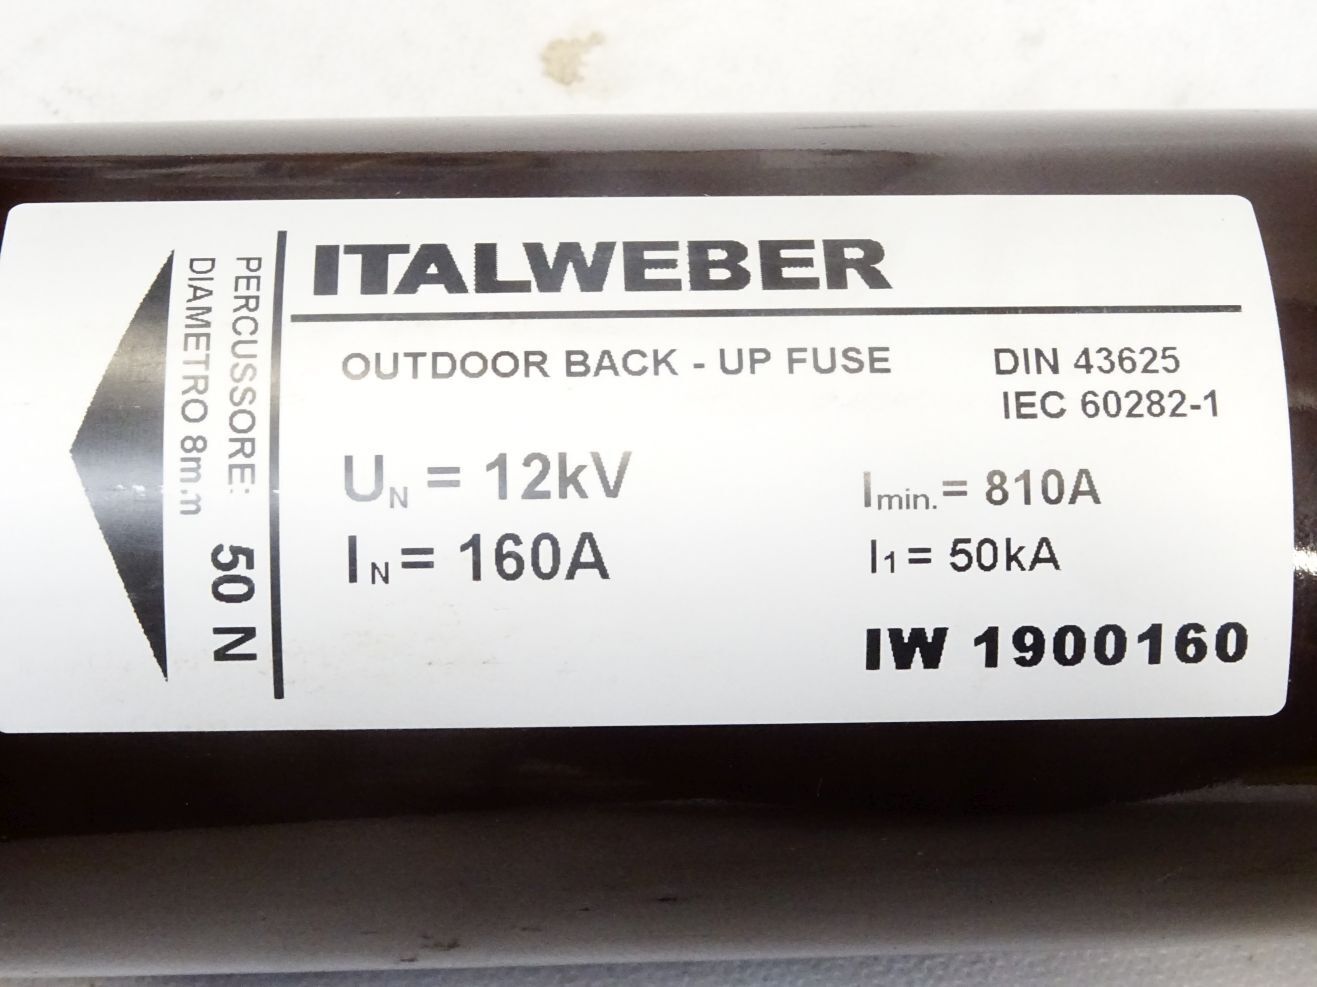 PERCUSSORE: 50 N
DIAMETRO 8m.m
ITALWEBER
OUTDOOR BACK - UP FUSE
DIN 43625
IEC 60282-1
UN = 12kV
IN = 160A
Imin. = 810A
I1 = 50kA
IW 1900160